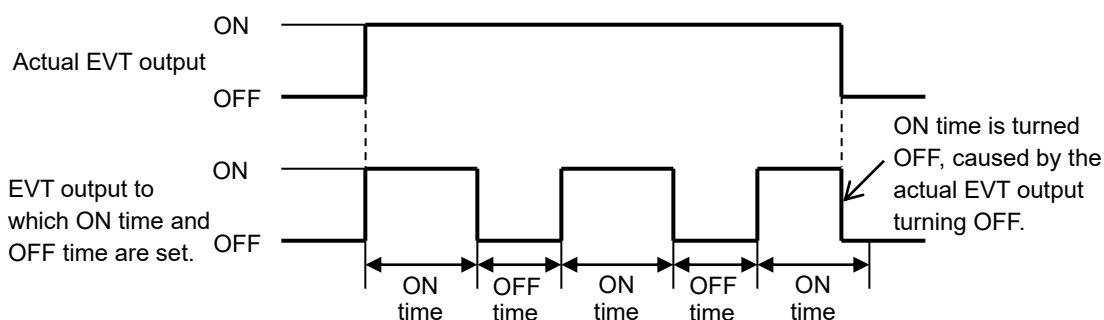 ON
Actual EVT output
OFF
ON time is turned
OFF, caused by the
actual EVT output
turning OFF.
ON
EVT output to
which ON time and
OFF time are set.
OFF
ON
time
OFF
time
ON
time
OFF
time
ON
time